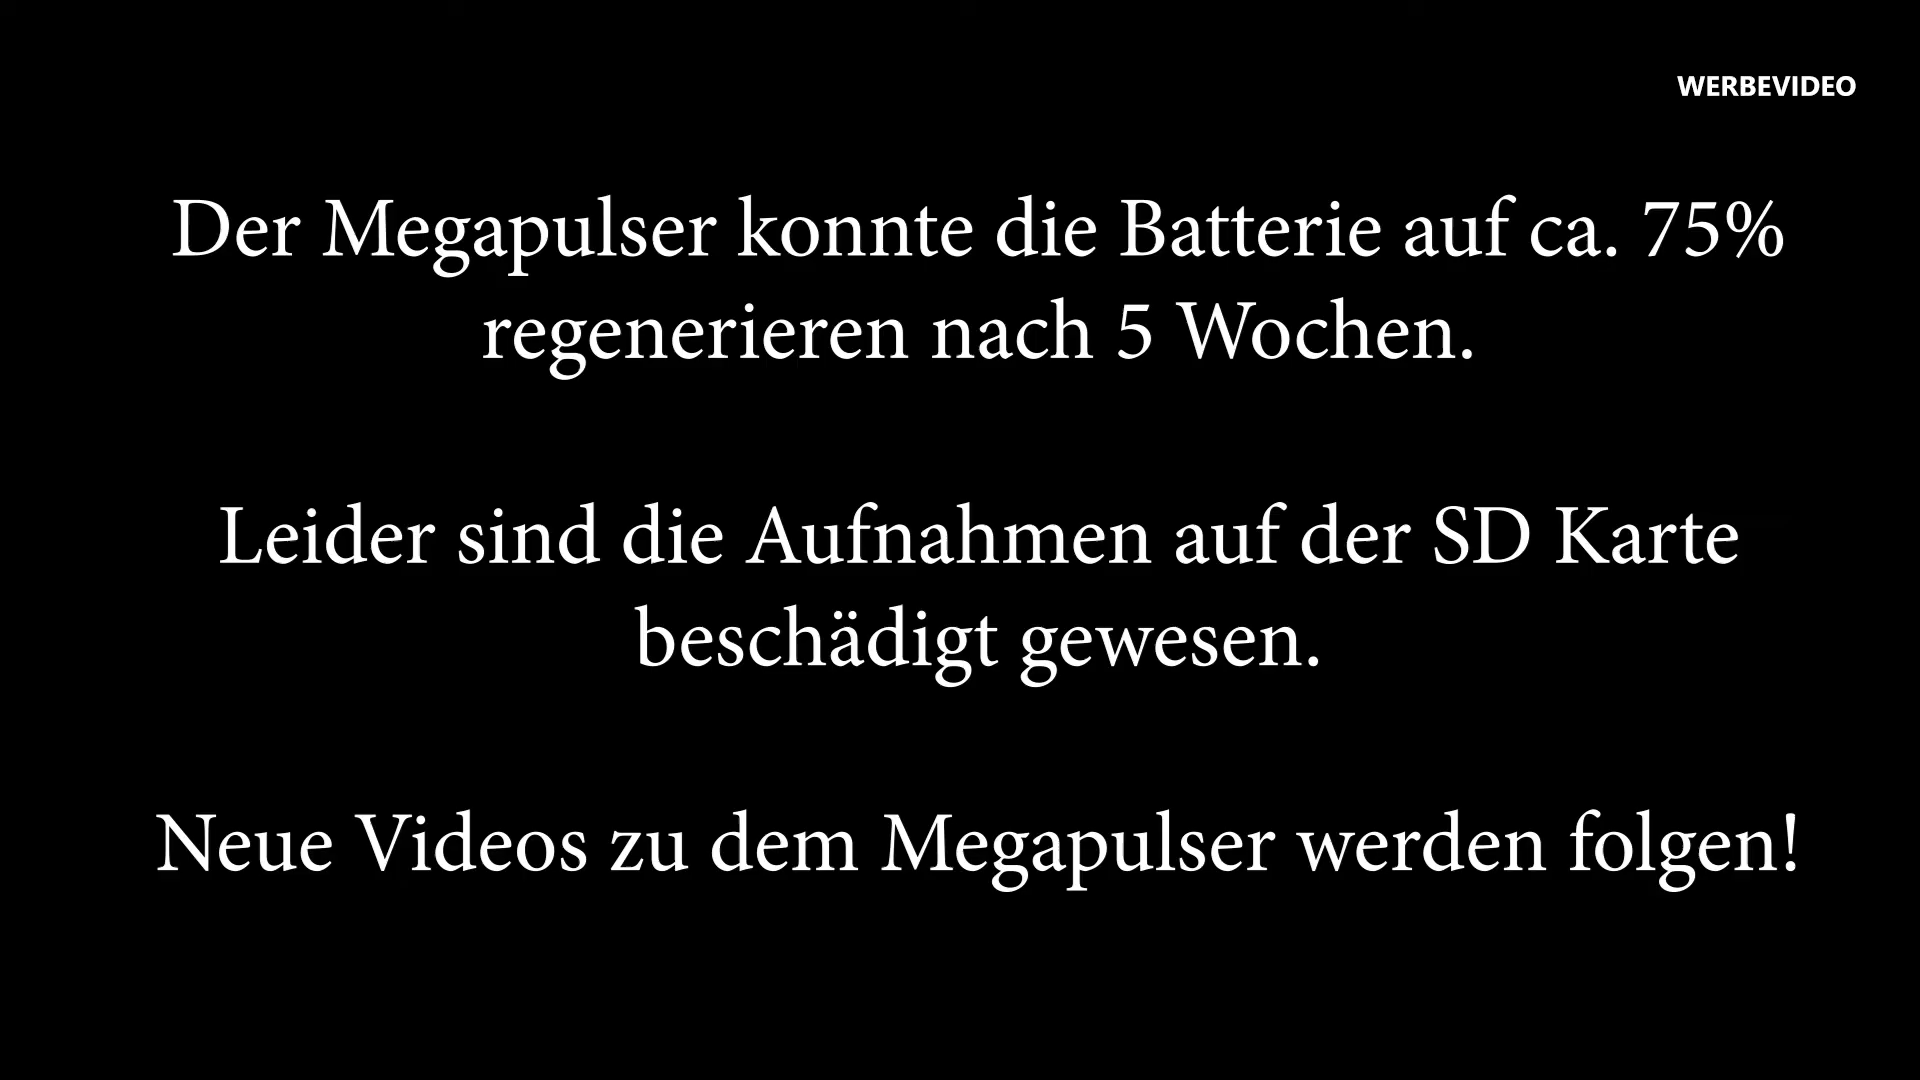 WERBEVIDEO
Der Megapulser konnte die Batterie auf ca. 75%
regenerieren nach 5 Wochen.
Leider sind die Aufnahmen auf der SD Karte
beschädigt gewesen.
Neue Videos zu dem Megapulser werden folgen!